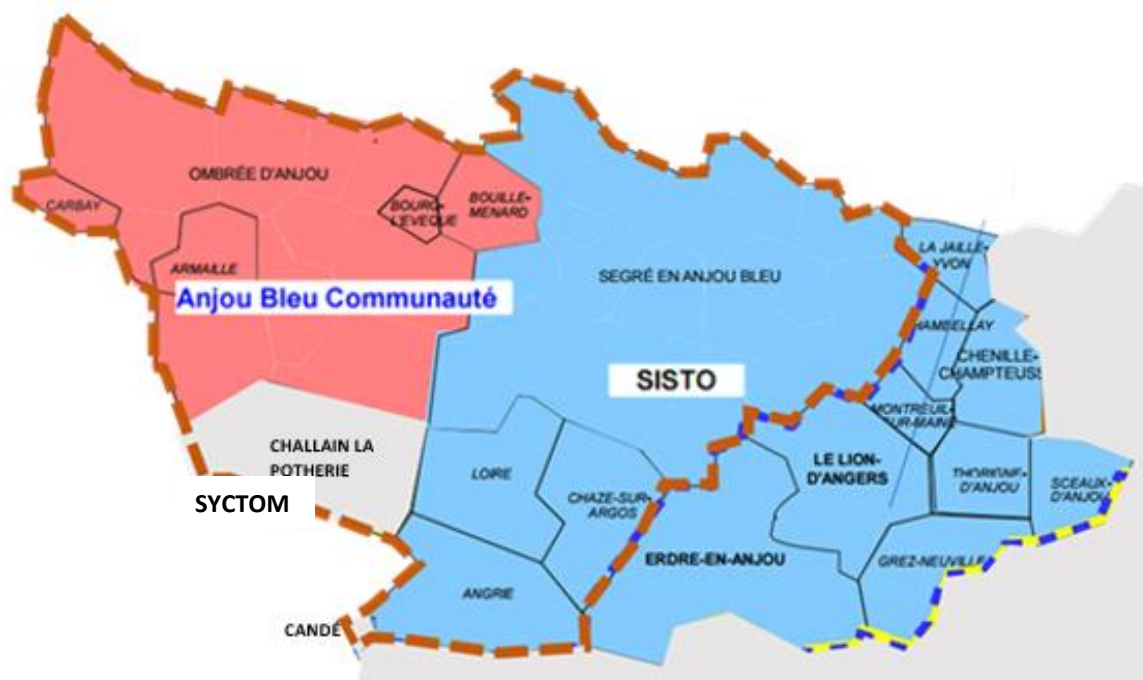 OMBRÉE D'ANJOU
CARBAY
BOURG-
L'EVEQUE
BOUILLE-
MENARD
ARMAILLE
Anjou Bleu Communauté
SEGRÉ EN ANJOU BLEU
LA JAILLE-
YVON
HAMBELLAY
CHENILLE-
CHAMPTEUSS
SISTO
MONTREUIL-
SUR-MAINE
CHALLAIN LA
POTHERIE
SYCTOM
LOIRE
CHAZE-SUR-
ARGOS
LE LION-
D'ANGERS
D'ANJOU
SCEAUX-
D'ANJOU
ERDRE-EN-ANJOU
GREZ-NEUVILLE
ANGRIE
CANDE